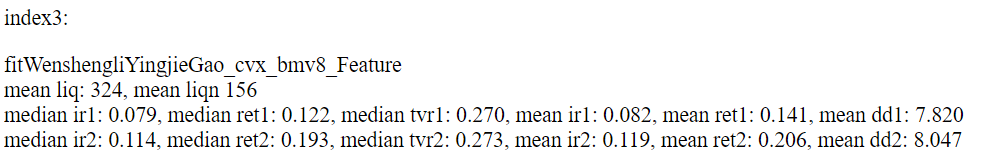 index3:
fitWenshengliYingjieGao_cvx_bmv8_Feature
mean liq: 324, mean liqn 156
median ir1: 0.079, median ret1: 0.122, median tvr1: 0.270, mean ir1: 0.082, mean ret1: 0.141, mean dd1: 7.820
median ir2: 0.114, median ret2: 0.193, median tvr2: 0.273, mean ir2: 0.119, mean ret2: 0.206, mean dd2: 8.047